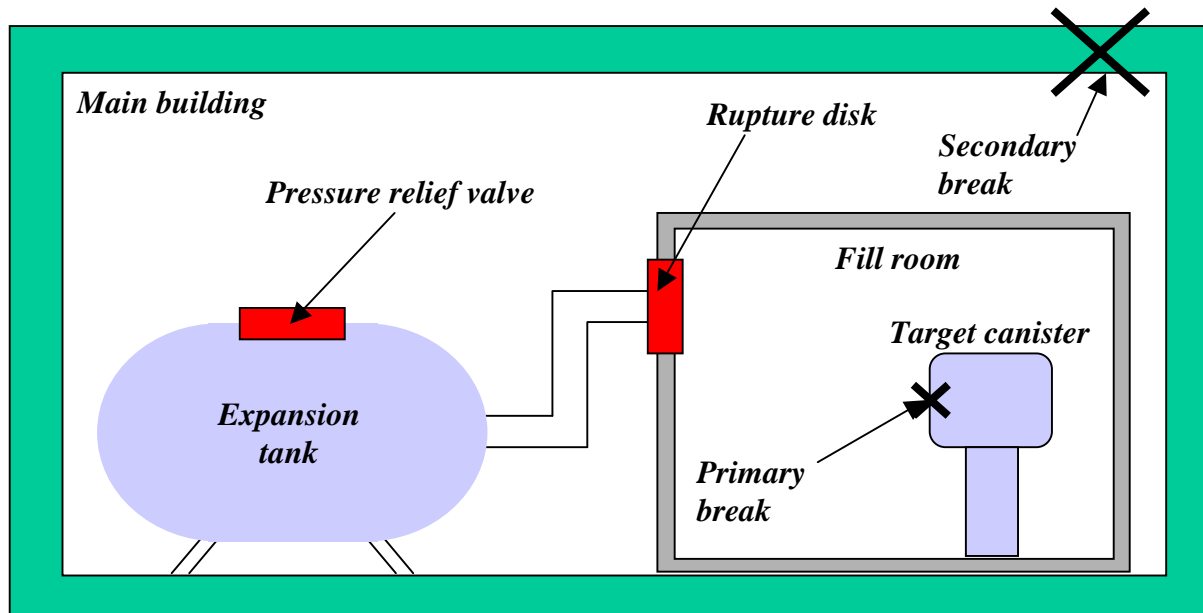 Main building
Rupture disk
Secondary
break
Pressure relief valve
Fill room
Target canister
Expansion
tank
Primary
break